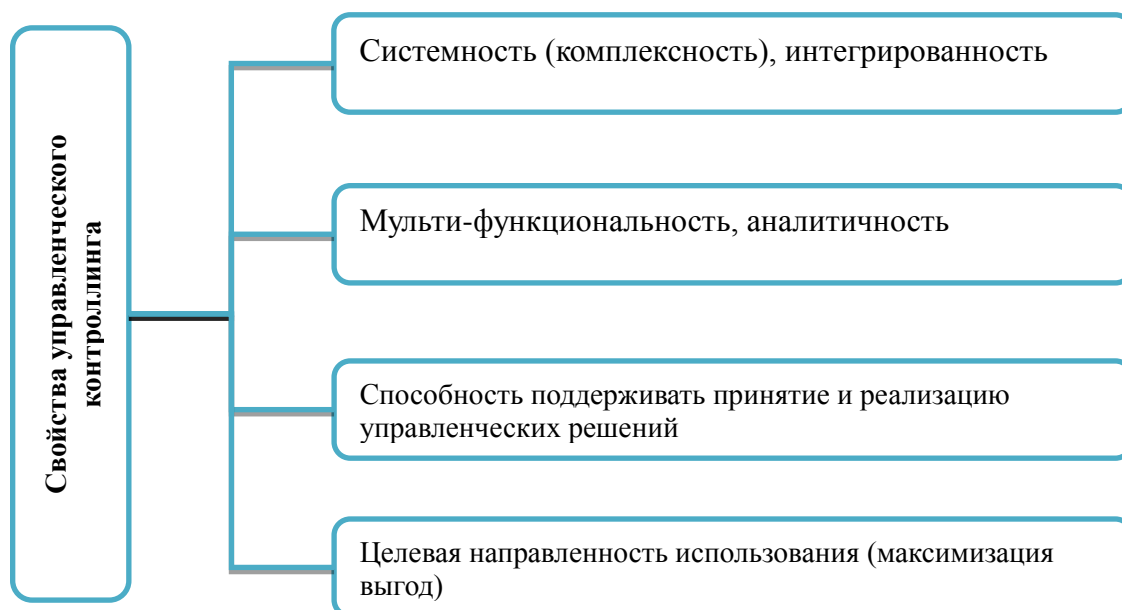 Свойства управленческого
контроллинга
Системность (комплексность), интегрированность
Мульти-функциональность, аналитичность
Способность поддерживать принятие и реализацию
управленческих решений
Целевая направленность использования (максимизация
выгод)